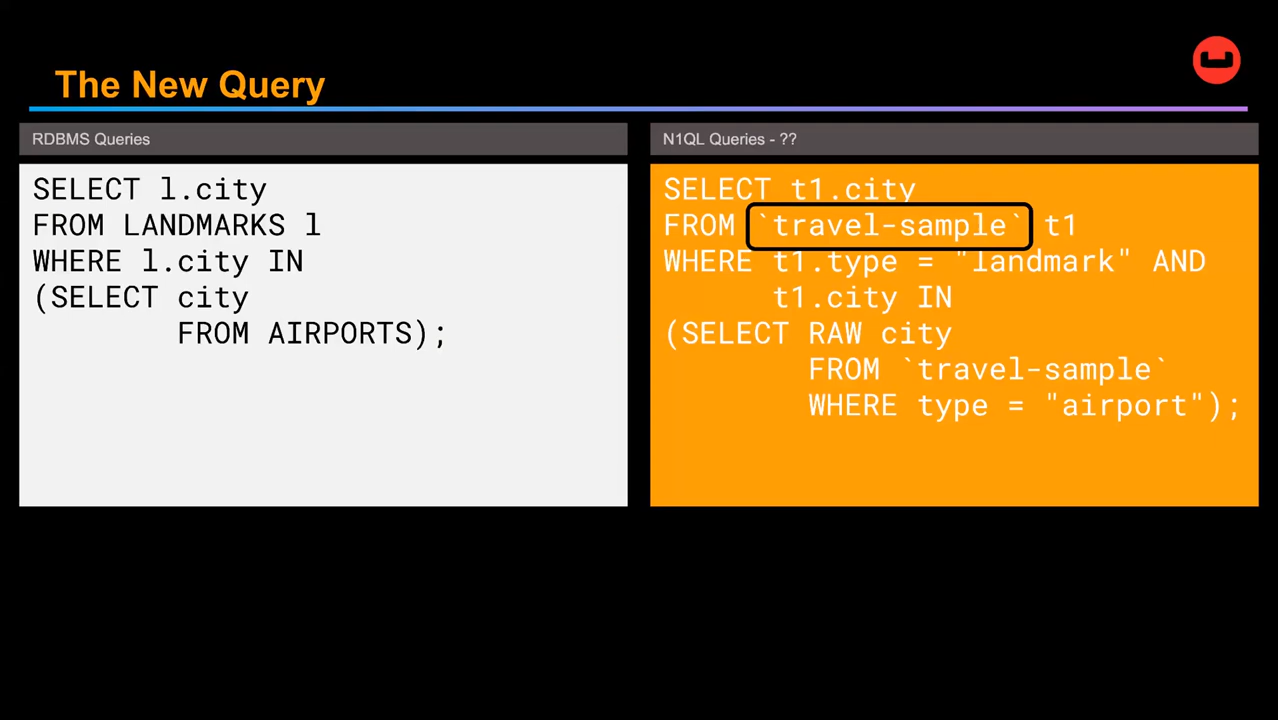 The New Query
RDBMS Queries
SELECT l.city
FROM LANDMARKS l
WHERE l.city IN
(SELECT city
FROM AIRPORTS);
N1QL Queries - ??
SELECT t1.city
FROM `travel-sample` t1
WHERE t1.type = "landmark" AND
t1.city IN
(SELECT RAW city
FROM `travel-sample`
WHERE type = "airport");